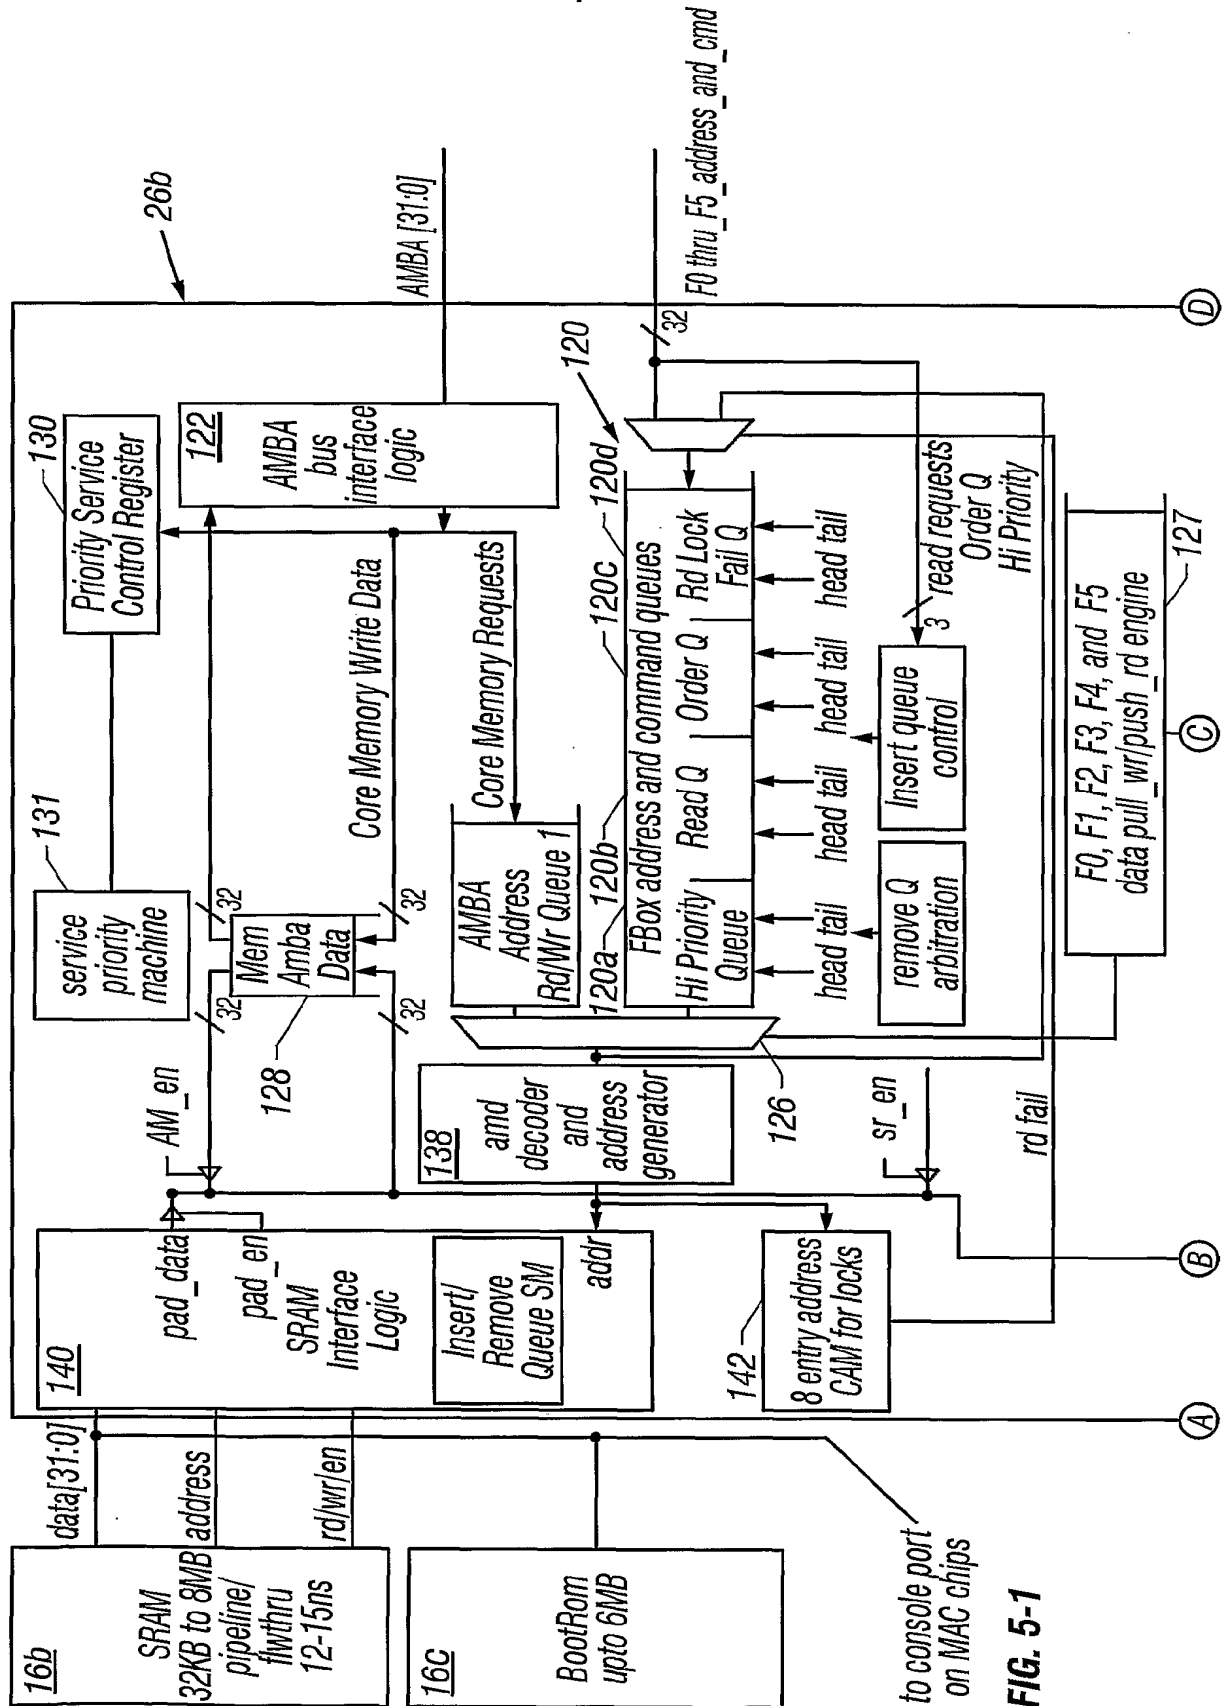 26b
130
Priority Service
Control Register
131
service
priority
machine
122
AMBA
bus
interface
logic
AMBA [31:0]
32
32
Mem
Amba
Data
32
32
128
AM_en
Core Memory Write Data
Core Memory Requests
AMBA
Address
Rd/Wr Queue 1
120
F0 thru_F5_address_and_cmd
32
120a
120b
120c
120d
FBox address and command queues
Hi Priority
Queue
Read Q
Order Q
Rd Lock
Fail Q
head tail
head tail
head tail
head tail
remove Q
arbitration
Insert queue
control
3
read requests
Order Q
Hi Priority
126
138
amd
decoder
and
address
generator
sr_en
rd fail
F0, F1, F2, F3, F4, and F5
data pull_wr/push_rd engine
127
140
pad_data
pad_en
SRAM
Interface
Logic
Insert/
Remove
Queue SM
addr
142
8 entry address
CAM for locks
data[31:0]
address
rd/wr/en
16b
SRAM
32KB to 8MB
pipeline/
flwthru
12-15ns
16c
BootRom
upto 6MB
to console port
on MAC chips
A
B
C
D
FIG. 5-1